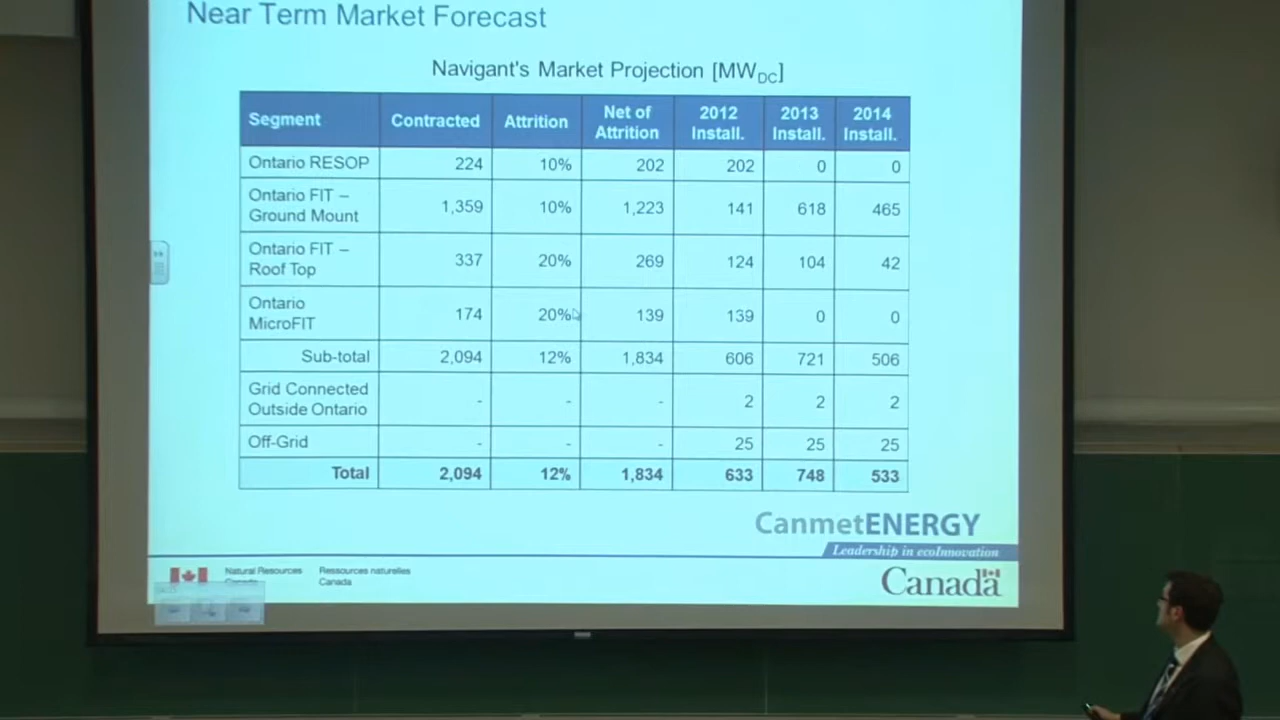 Near Term Market Forecast
Navigant's Market Projection [MWDC]
Segment Contracted Attrition Net of Attrition 2012 Install. 2013 Install. 2014 Install.
Ontario RESOP 224 10% 202 202 0 0
Ontario FIT – Ground Mount 1,359 10% 1,223 141 618 465
Ontario FIT – Roof Top 337 20% 269 124 104 42
Ontario MicroFIT 174 20% 139 139 0 0
Sub-total 2,094 12% 1,834 606 721 506
Grid Connected Outside Ontario - - - 2 2 2
Off-Grid - - - 25 25 25
Total 2,094 12% 1,834 633 748 533
CanmetENERGY
Leadership in ecoInnovation
Natural Resources Ressources naturelles
Canada Canada
Canada